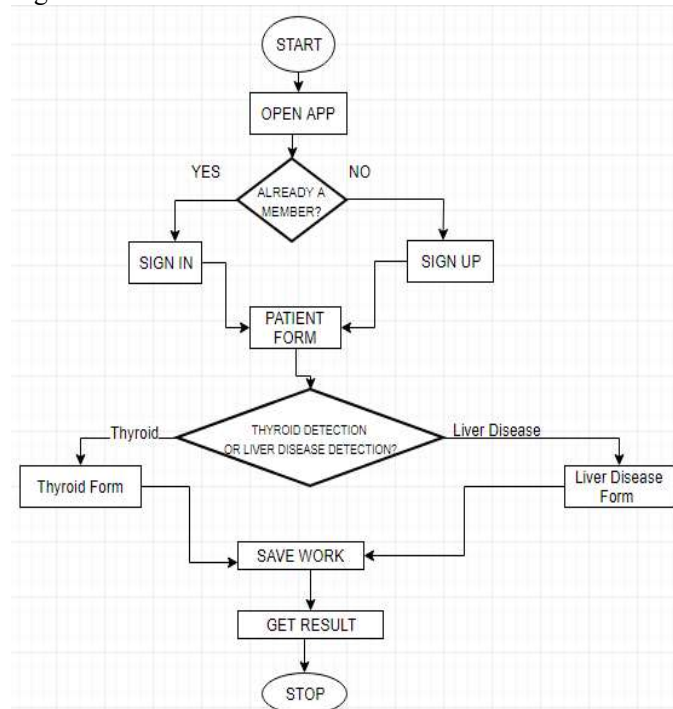 START
OPEN APP
YES
NO
ALREADY A
MEMBER?
SIGN IN
SIGN UP
PATIENT
FORM
THYROID DETECTION
OR LIVER DISEASE DETECTION?
Thyroid
Liver Disease
Thyroid Form
Liver Disease
Form
SAVE WORK
GET RESULT
STOP